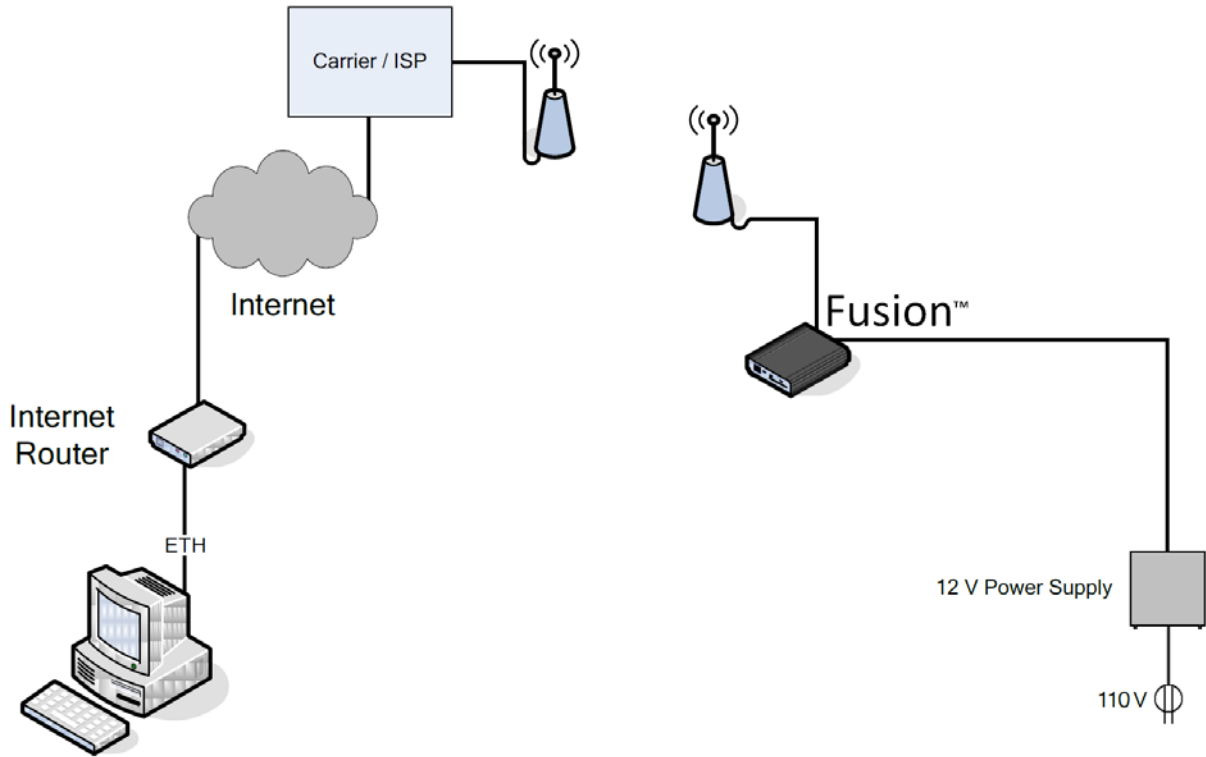 Carrier / ISP
Internet
Fusion™
Internet
Router
ETH
12 V Power Supply
110 V